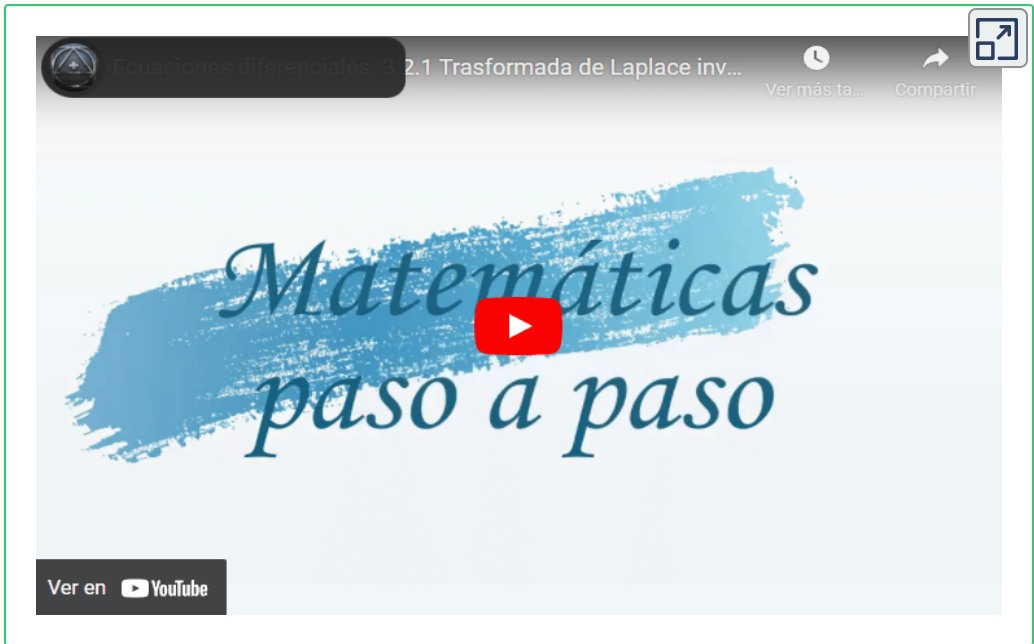 Ecuaciones diferenciales. 3.2.1 Trasformada de Laplace inv...
Ver más ta...
Compartir
Matemáticas
paso a paso
Ver en YouTube